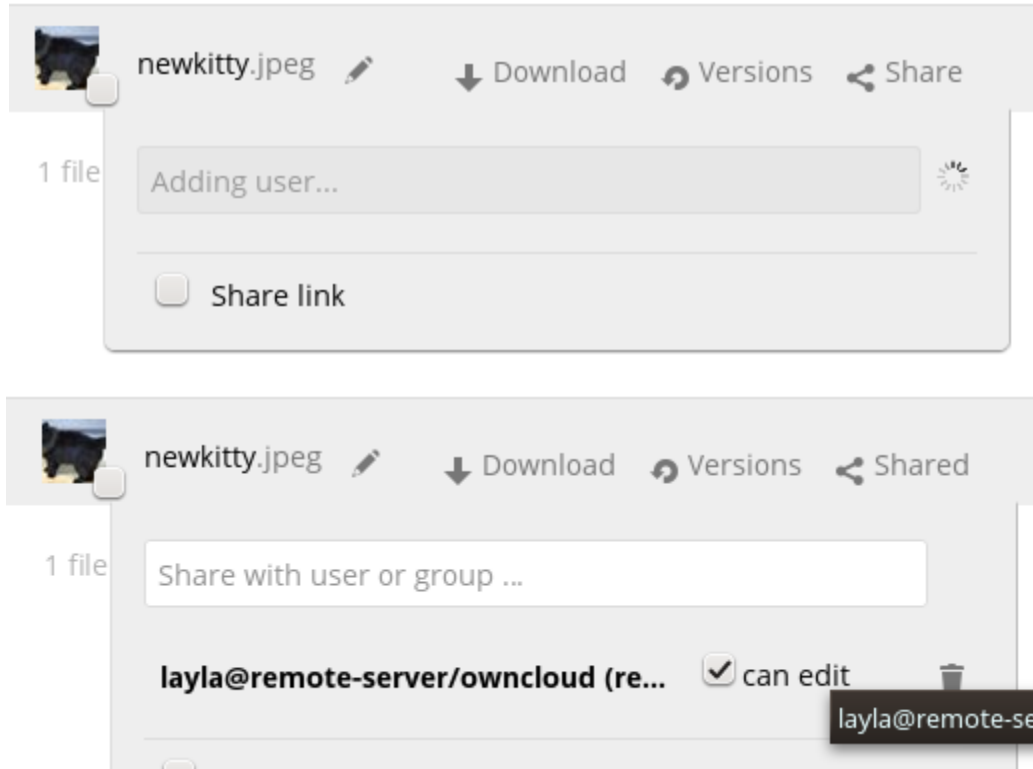 newkitty.jpeg Download Versions Share
1 file
Adding user...
Share link
newkitty.jpeg Download Versions Shared
Share with user or group ...
1 file
layla@remote-server/owncloud (re... can edit
layla@remote-se